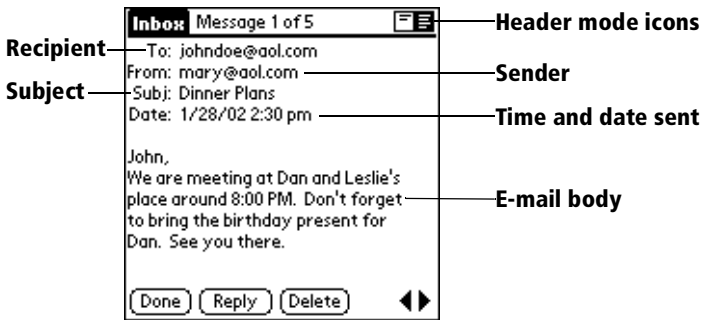 Inbox Message 1 of 5
Header mode icons
Recipient
To: johndoe@aol.com
From: mary@aol.com
Sender
Subject
Subj: Dinner Plans
Date: 1/28/02 2:30 pm
Time and date sent
John,
We are meeting at Dan and Leslie's
place around 8:00 PM. Don't forget
E-mail body
to bring the birthday present for
Dan. See you there.
Done Reply Delete